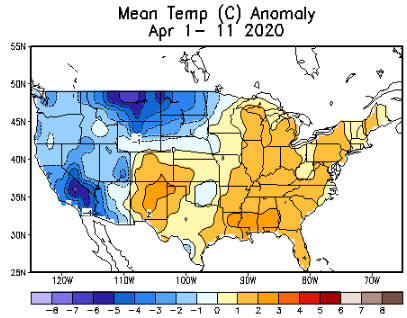 Mean Temp (C) Anomaly
Apr 1– 11 2020
55N
50N
45N
40N
35N
30N
25N
120W
110W
100W
90W
80W
70W
−8 −7 −6 −5 −4 −3 −2 −1 0 1 2 3 4 5 6 7 8